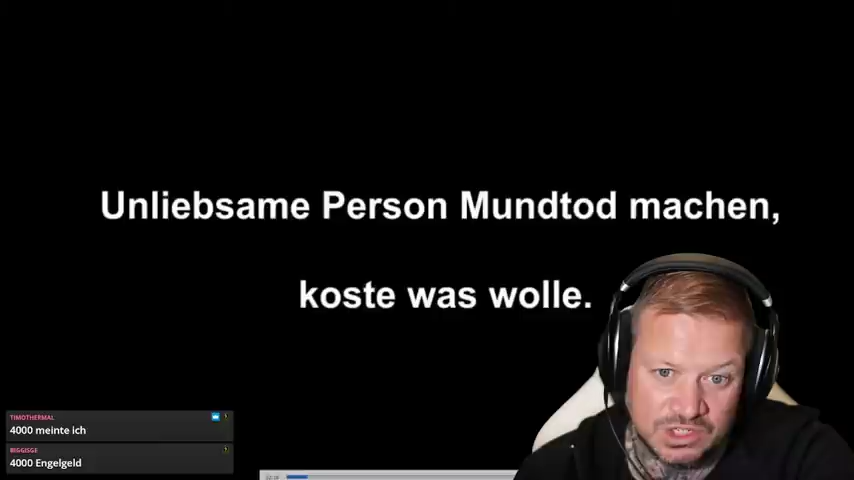 Unliebsame Person Mundtod machen,
koste was wolle.
TIMOTHERMAL
4000 meinte ich
BIGGISGE
4000 Engelgeld